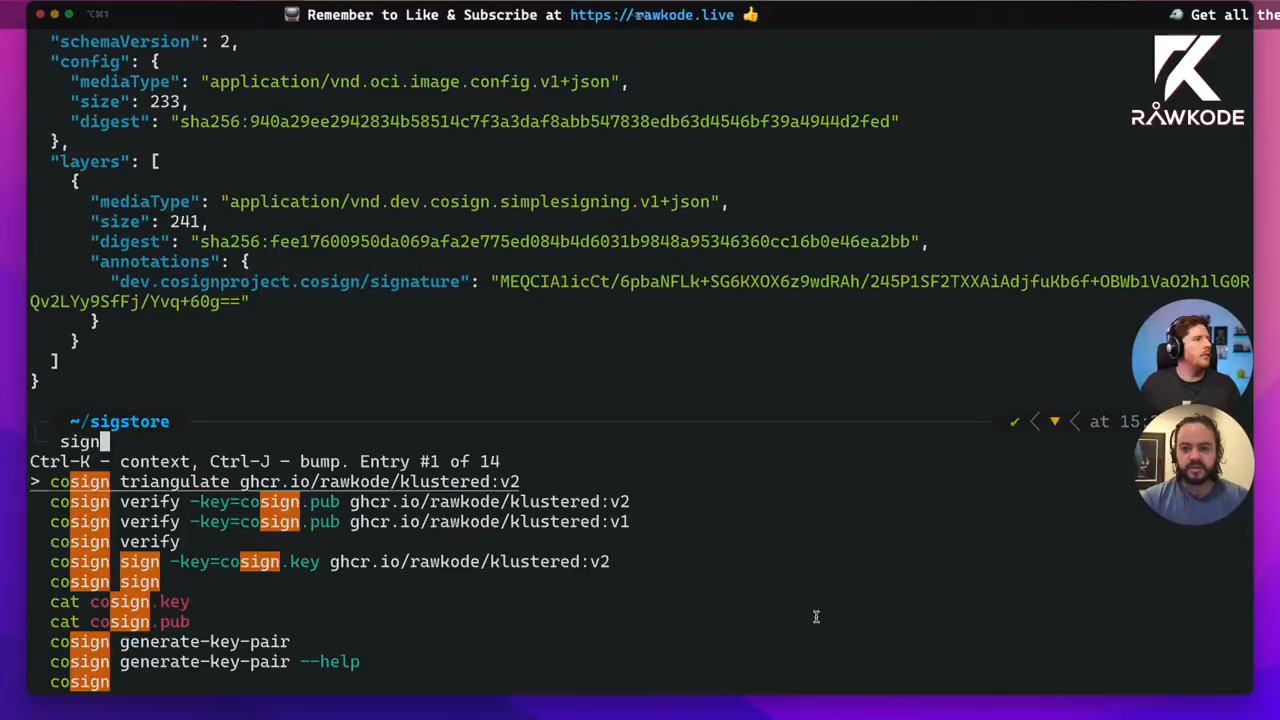 ⌥⌘1
Remember to Like & Subscribe at https://rawkode.live 👍
Get all the
"schemaVersion": 2,
"config": {
"mediaType": "application/vnd.oci.image.config.v1+json",
"size": 233,
"digest": "sha256:940a29ee2942834b58514c7f3a3daf8abb547838edb63d4546bf39a4944d2fed"
},
"layers": [
{
"mediaType": "application/vnd.dev.cosign.simplesigning.v1+json",
"size": 241,
"digest": "sha256:fee17600950da069afa2e775ed084b4d6031b9848a95346360cc16b0e46ea2bb",
"annotations": {
"dev.cosignproject.cosign/signature": "MEQCIA1icCt/6pbaNFLk+SG6KXOX6z9wdRAh/245P1SF2TXXAiAdjfuKb6f+OBWb1VaO2h1lG0R
Qv2LYy9SfFj/Yvq+60g=="
}
}
]
}
RAWKODE
~/sigstore
✔ < ▼ < at 15:
sign
Ctrl-K – context, Ctrl-J – bump. Entry #1 of 14
> cosign triangulate ghcr.io/rawkode/klustered:v2
cosign verify -key=cosign.pub ghcr.io/rawkode/klustered:v2
cosign verify -key=cosign.pub ghcr.io/rawkode/klustered:v1
cosign verify
cosign sign -key=cosign.key ghcr.io/rawkode/klustered:v2
cosign sign
cat cosign.key
cat cosign.pub
cosign generate-key-pair
cosign generate-key-pair --help
cosign